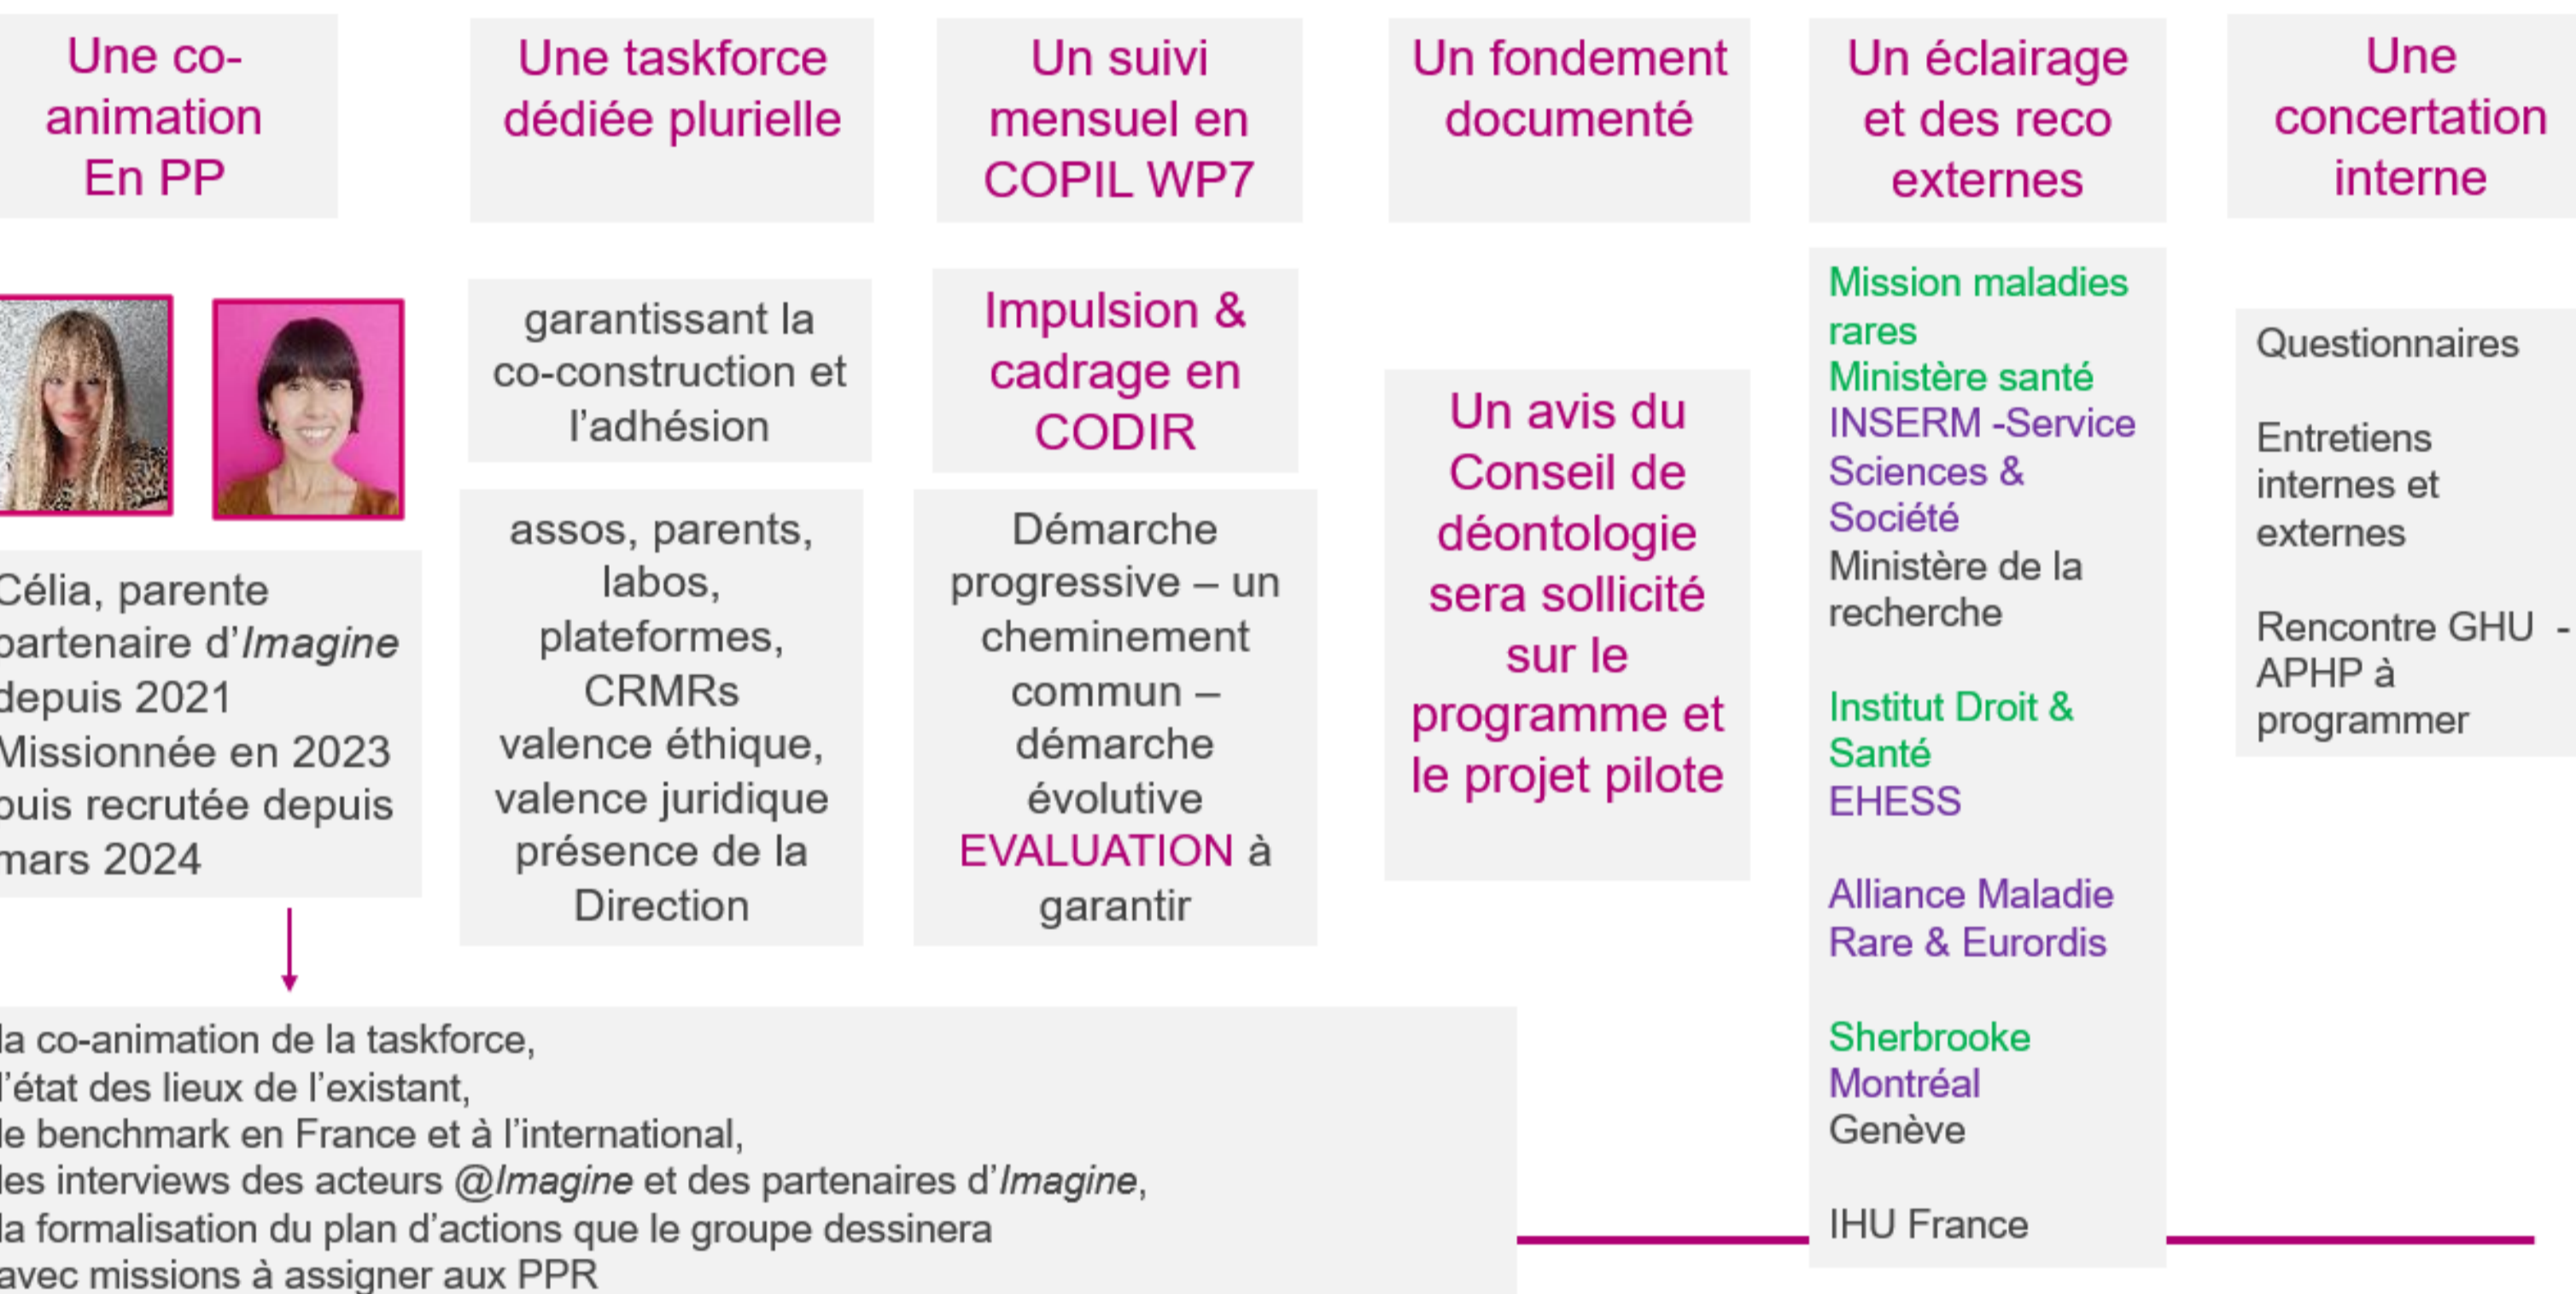 Une co-
animation
En PP
Une taskforce
dédiée plurielle
Un suivi
mensuel en
COPIL WP7
Un fondement
documenté
Un éclairage
et des reco
externes
Une
concertation
interne
Célia, parente
partenaire d’Imagine
depuis 2021
Missionnée en 2023
puis recrutée depuis
mars 2024
garantissant la
co-construction et
l’adhésion
assos, parents,
labos,
plateformes,
CRMRs
valence éthique,
valence juridique
présence de la
Direction
Impulsion &
cadrage en
CODIR
Démarche
progressive – un
cheminement
commun –
démarche
évolutive
EVALUATION à
garantir
Un avis du
Conseil de
déontologie
sera sollicité
sur le
programme et
le projet pilote
Mission maladies
rares
Ministère santé
INSERM -Service
Sciences &
Société
Ministère de la
recherche
Institut Droit &
Santé
EHESS
Alliance Maladie
Rare & Eurordis
Sherbrooke
Montréal
Genève
IHU France
Questionnaires
Entretiens
internes et
externes
Rencontre GHU -
APHP à
programmer
la co-animation de la taskforce,
l’état des lieux de l’existant,
le benchmark en France et à l’international,
les interviews des acteurs @Imagine et des partenaires d’Imagine,
la formalisation du plan d’actions que le groupe dessinera
avec missions à assigner aux PPR